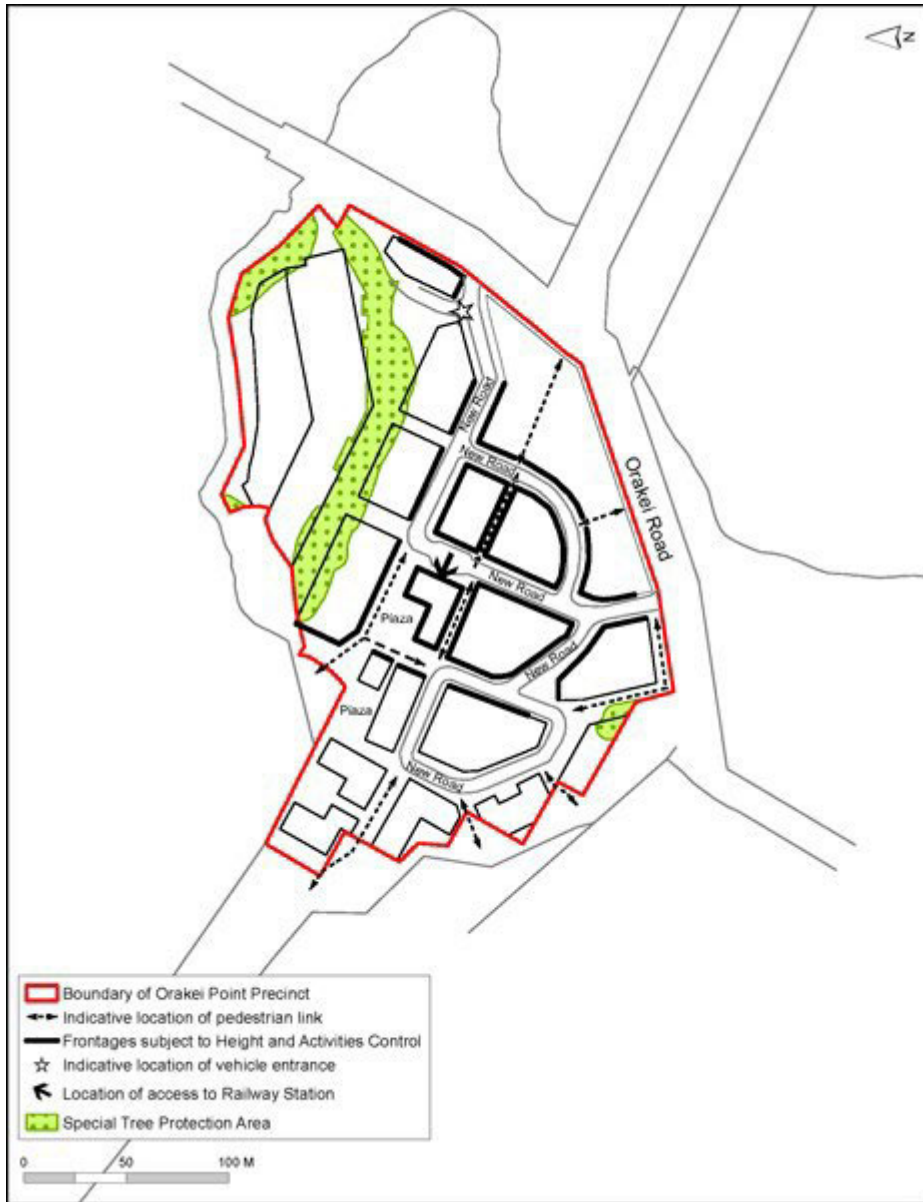 N
New Road
New Road
Orakei Road
New Road
Plaza
New Road
Plaza
New Road
Boundary of Orakei Point Precinct
Indicative location of pedestrian link
Frontages subject to Height and Activities Control
Indicative location of vehicle entrance
Location of access to Railway Station
Special Tree Protection Area
0 50 100 M